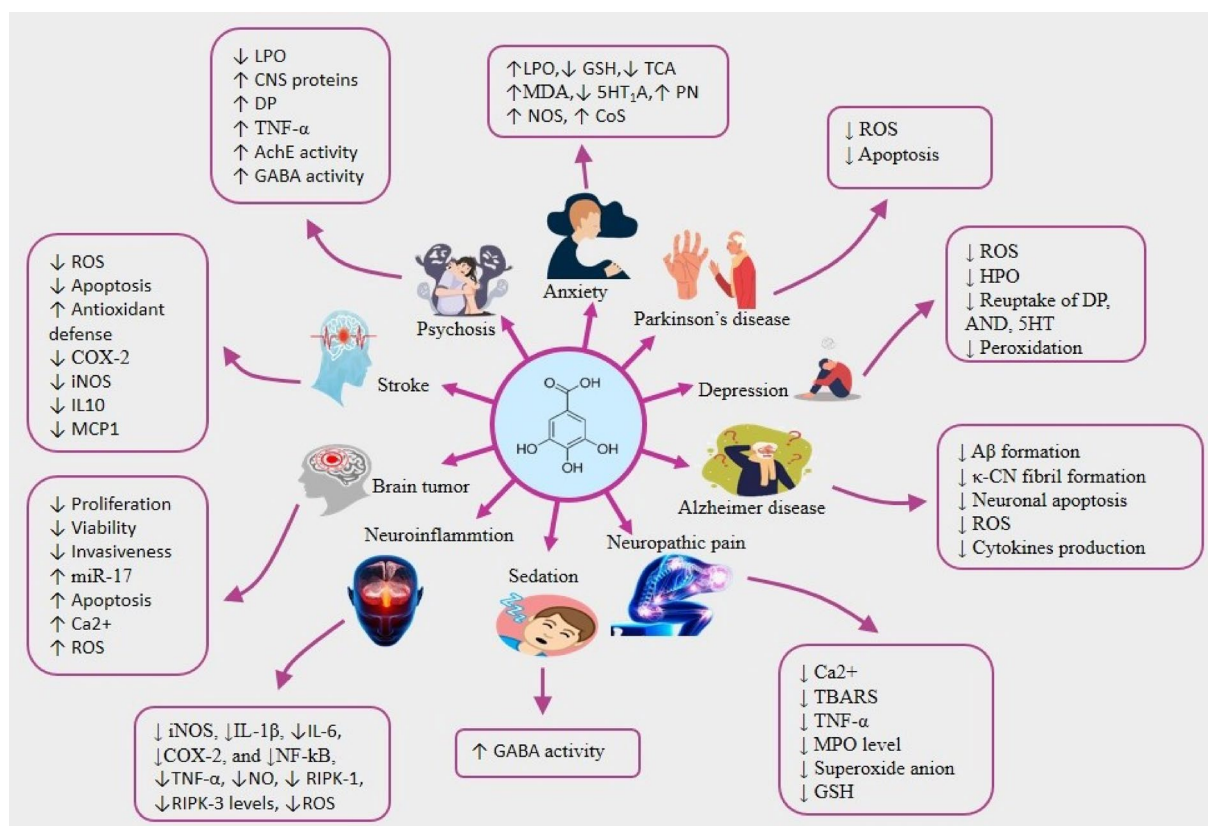 ↓ LPO
↑ CNS proteins
↑ DP
↑ TNF-α
↑ AchE activity
↑ GABA activity
↑LPO,↓ GSH,↓ TCA
↑MDA,↓ 5HT₁A,↑ PN
↑ NOS, ↑ CoS
↓ ROS
↓ Apoptosis
↓ ROS
↓ Apoptosis
↑ Antioxidant
defense
↓ COX-2
↓ iNOS
↓ IL10
↓ MCP1
↓ ROS
↓ HPO
↓ Reuptake of DP,
AND, 5HT
↓ Peroxidation
Psychosis
Anxiety
Parkinson's disease
Stroke
Depression
Brain tumor
Alzheimer disease
Neuroinflammtion
Neuropathic pain
Sedation
ZZZ
O
OH
HO
OH
OH
? ? ? ?
↓ Proliferation
↓ Viability
↓ Invasiveness
↑ miR-17
↑ Apoptosis
↑ Ca2+
↑ ROS
↓ Aβ formation
↓ κ-CN fibril formation
↓ Neuronal apoptosis
↓ ROS
↓ Cytokines production
↓ iNOS, ↓IL-1β, ↓IL-6,
↓COX-2, and ↓NF-kB,
↓TNF-α, ↓NO, ↓ RIPK-1,
↓RIPK-3 levels, ↓ROS
↑ GABA activity
↓ Ca2+
↓ TBARS
↓ TNF-α
↓ MPO level
↓ Superoxide anion
↓ GSH